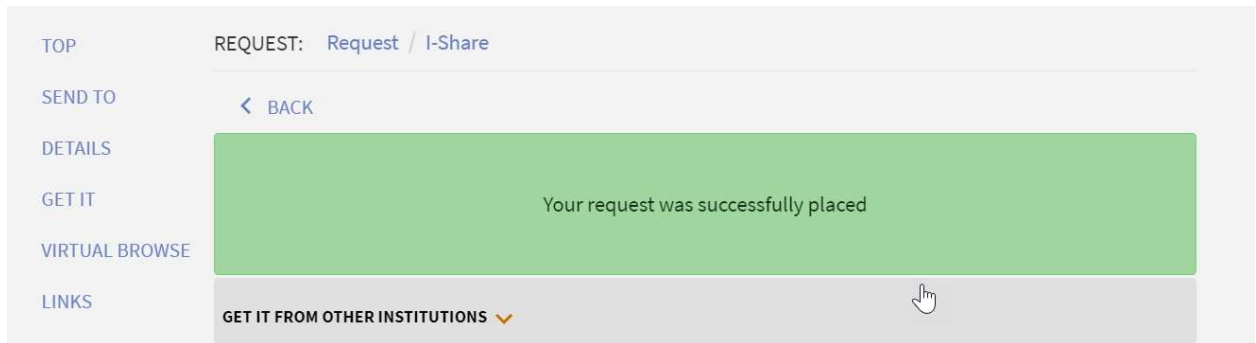 TOP
SEND TO
DETAILS
GET IT
VIRTUAL BROWSE
LINKS
REQUEST: Request / I-Share
BACK
Your request was successfully placed
GET IT FROM OTHER INSTITUTIONS